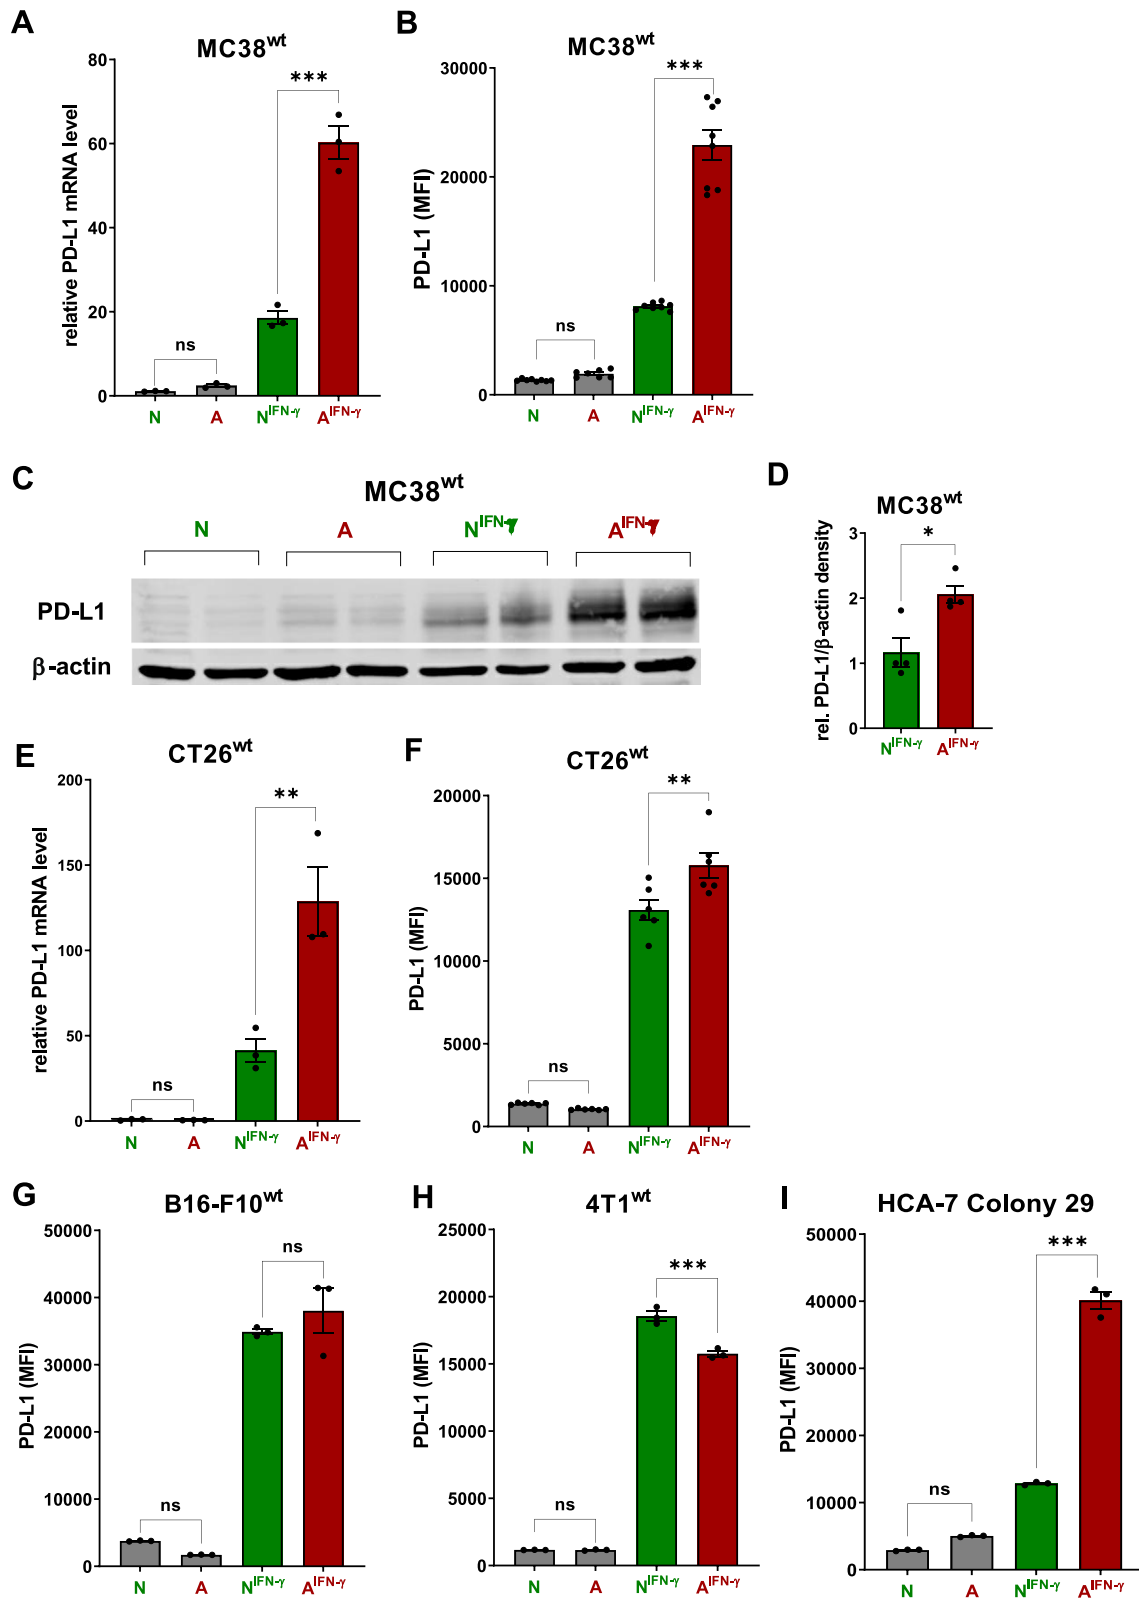 A
MC38wt
relative PD-L1 mRNA level
80
60
40
20
0
ns
***
N
A
NIFN-γ
AIFN-γ
B
MC38wt
PD-L1 (MFI)
30000
20000
10000
0
ns
***
N
A
NIFN-γ
AIFN-γ
C
MC38wt
N
A
NIFN-γ
AIFN-γ
PD-L1
β-actin
D
MC38wt
rel. PD-L1/β-actin density
3
2
1
0
*
NIFN-γ
AIFN-γ
E
CT26wt
relative PD-L1 mRNA level
200
150
100
50
0
ns
**
N
A
NIFN-γ
AIFN-γ
F
CT26wt
PD-L1 (MFI)
20000
15000
10000
5000
0
ns
**
N
A
NIFN-γ
AIFN-γ
G
B16-F10wt
PD-L1 (MFI)
50000
40000
30000
20000
10000
0
ns
ns
N
A
NIFN-γ
AIFN-γ
H
4T1wt
PD-L1 (MFI)
25000
20000
15000
10000
5000
0
ns
***
N
A
NIFN-γ
AIFN-γ
I
HCA-7 Colony 29
PD-L1 (MFI)
50000
40000
30000
20000
10000
0
ns
***
N
A
NIFN-γ
AIFN-γ